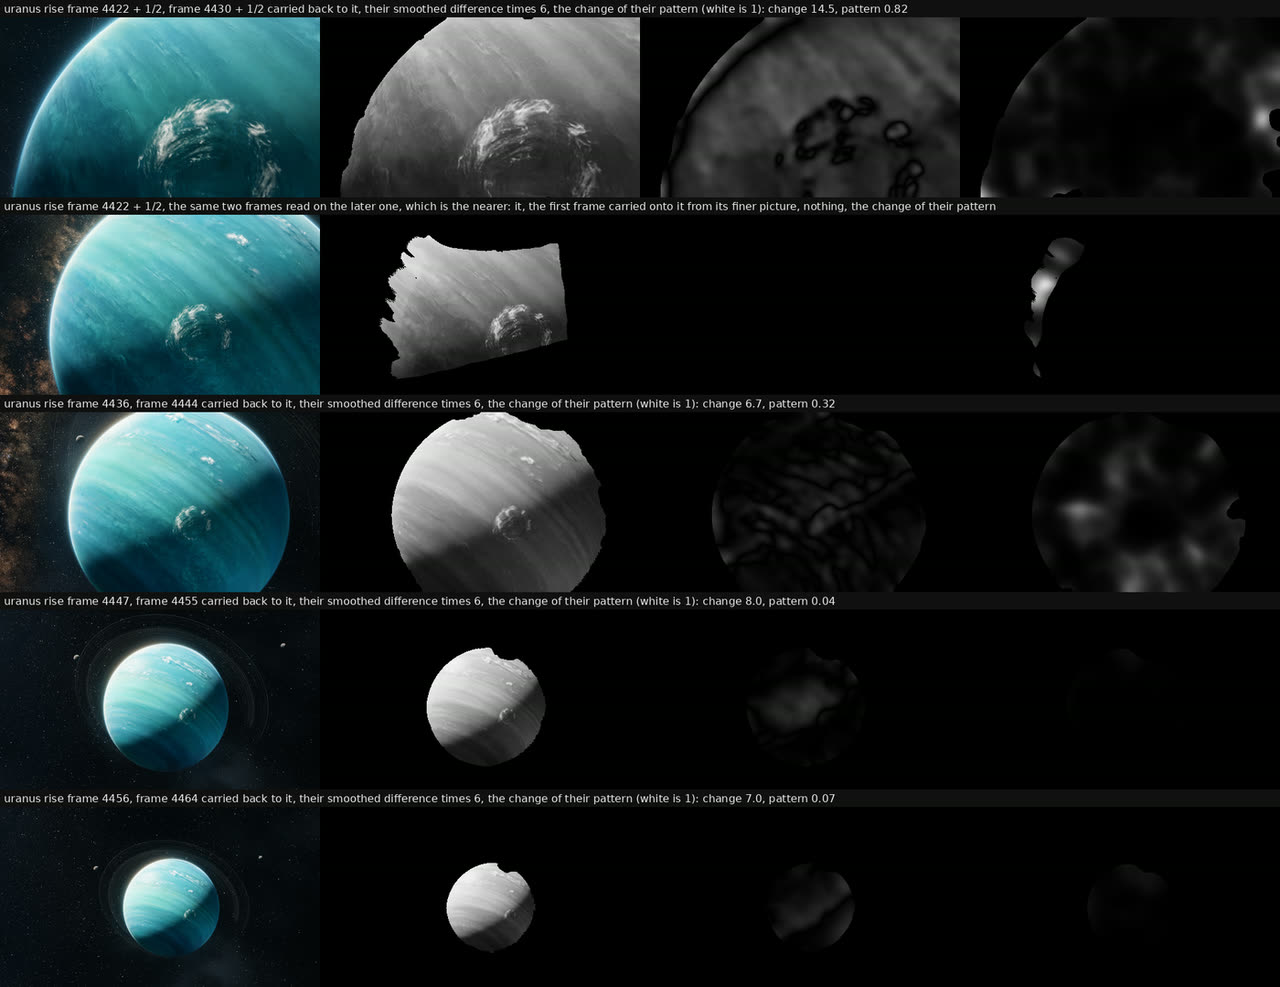 uranus rise frame 4422 + 1/2, frame 4430 + 1/2 carried back to it, their smoothed difference times 6, the change of their pattern (white is 1): change 14.5, pattern 0.82
uranus rise frame 4422 + 1/2, the same two frames read on the later one, which is the nearer: it, the first frame carried onto it from its finer picture, nothing, the change of their pattern
uranus rise frame 4436, frame 4444 carried back to it, their smoothed difference times 6, the change of their pattern (white is 1): change 6.7, pattern 0.32
uranus rise frame 4447, frame 4455 carried back to it, their smoothed difference times 6, the change of their pattern (white is 1): change 8.0, pattern 0.04
uranus rise frame 4456, frame 4464 carried back to it, their smoothed difference times 6, the change of their pattern (white is 1): change 7.0, pattern 0.07